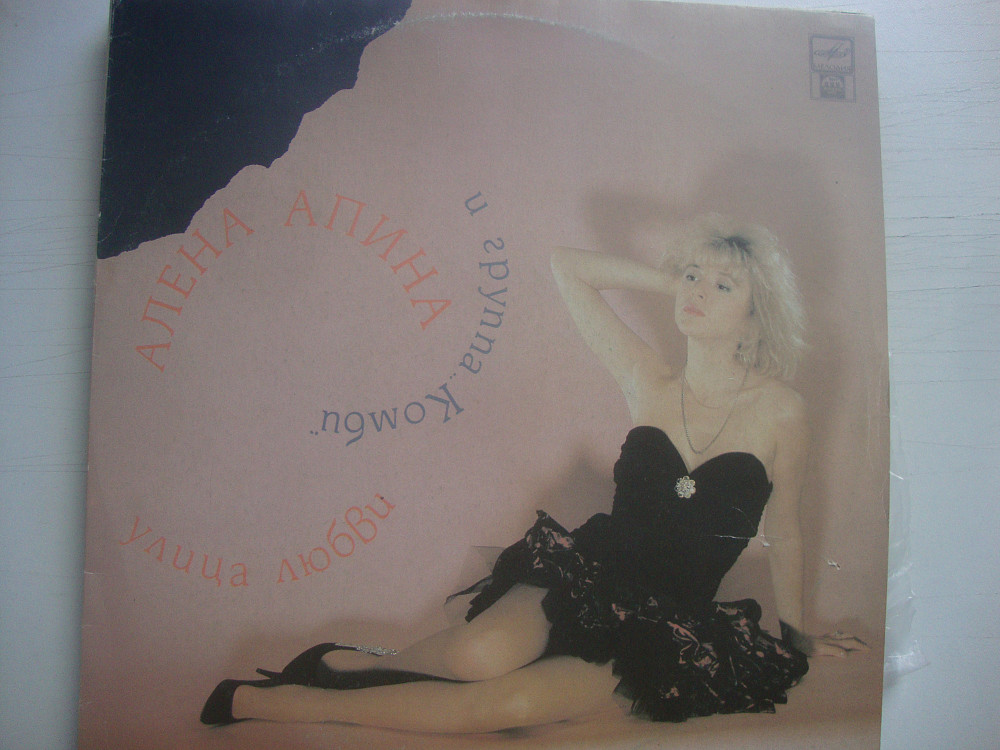 АЛЕНА АПИНА
и группа „Комби"
улица любви